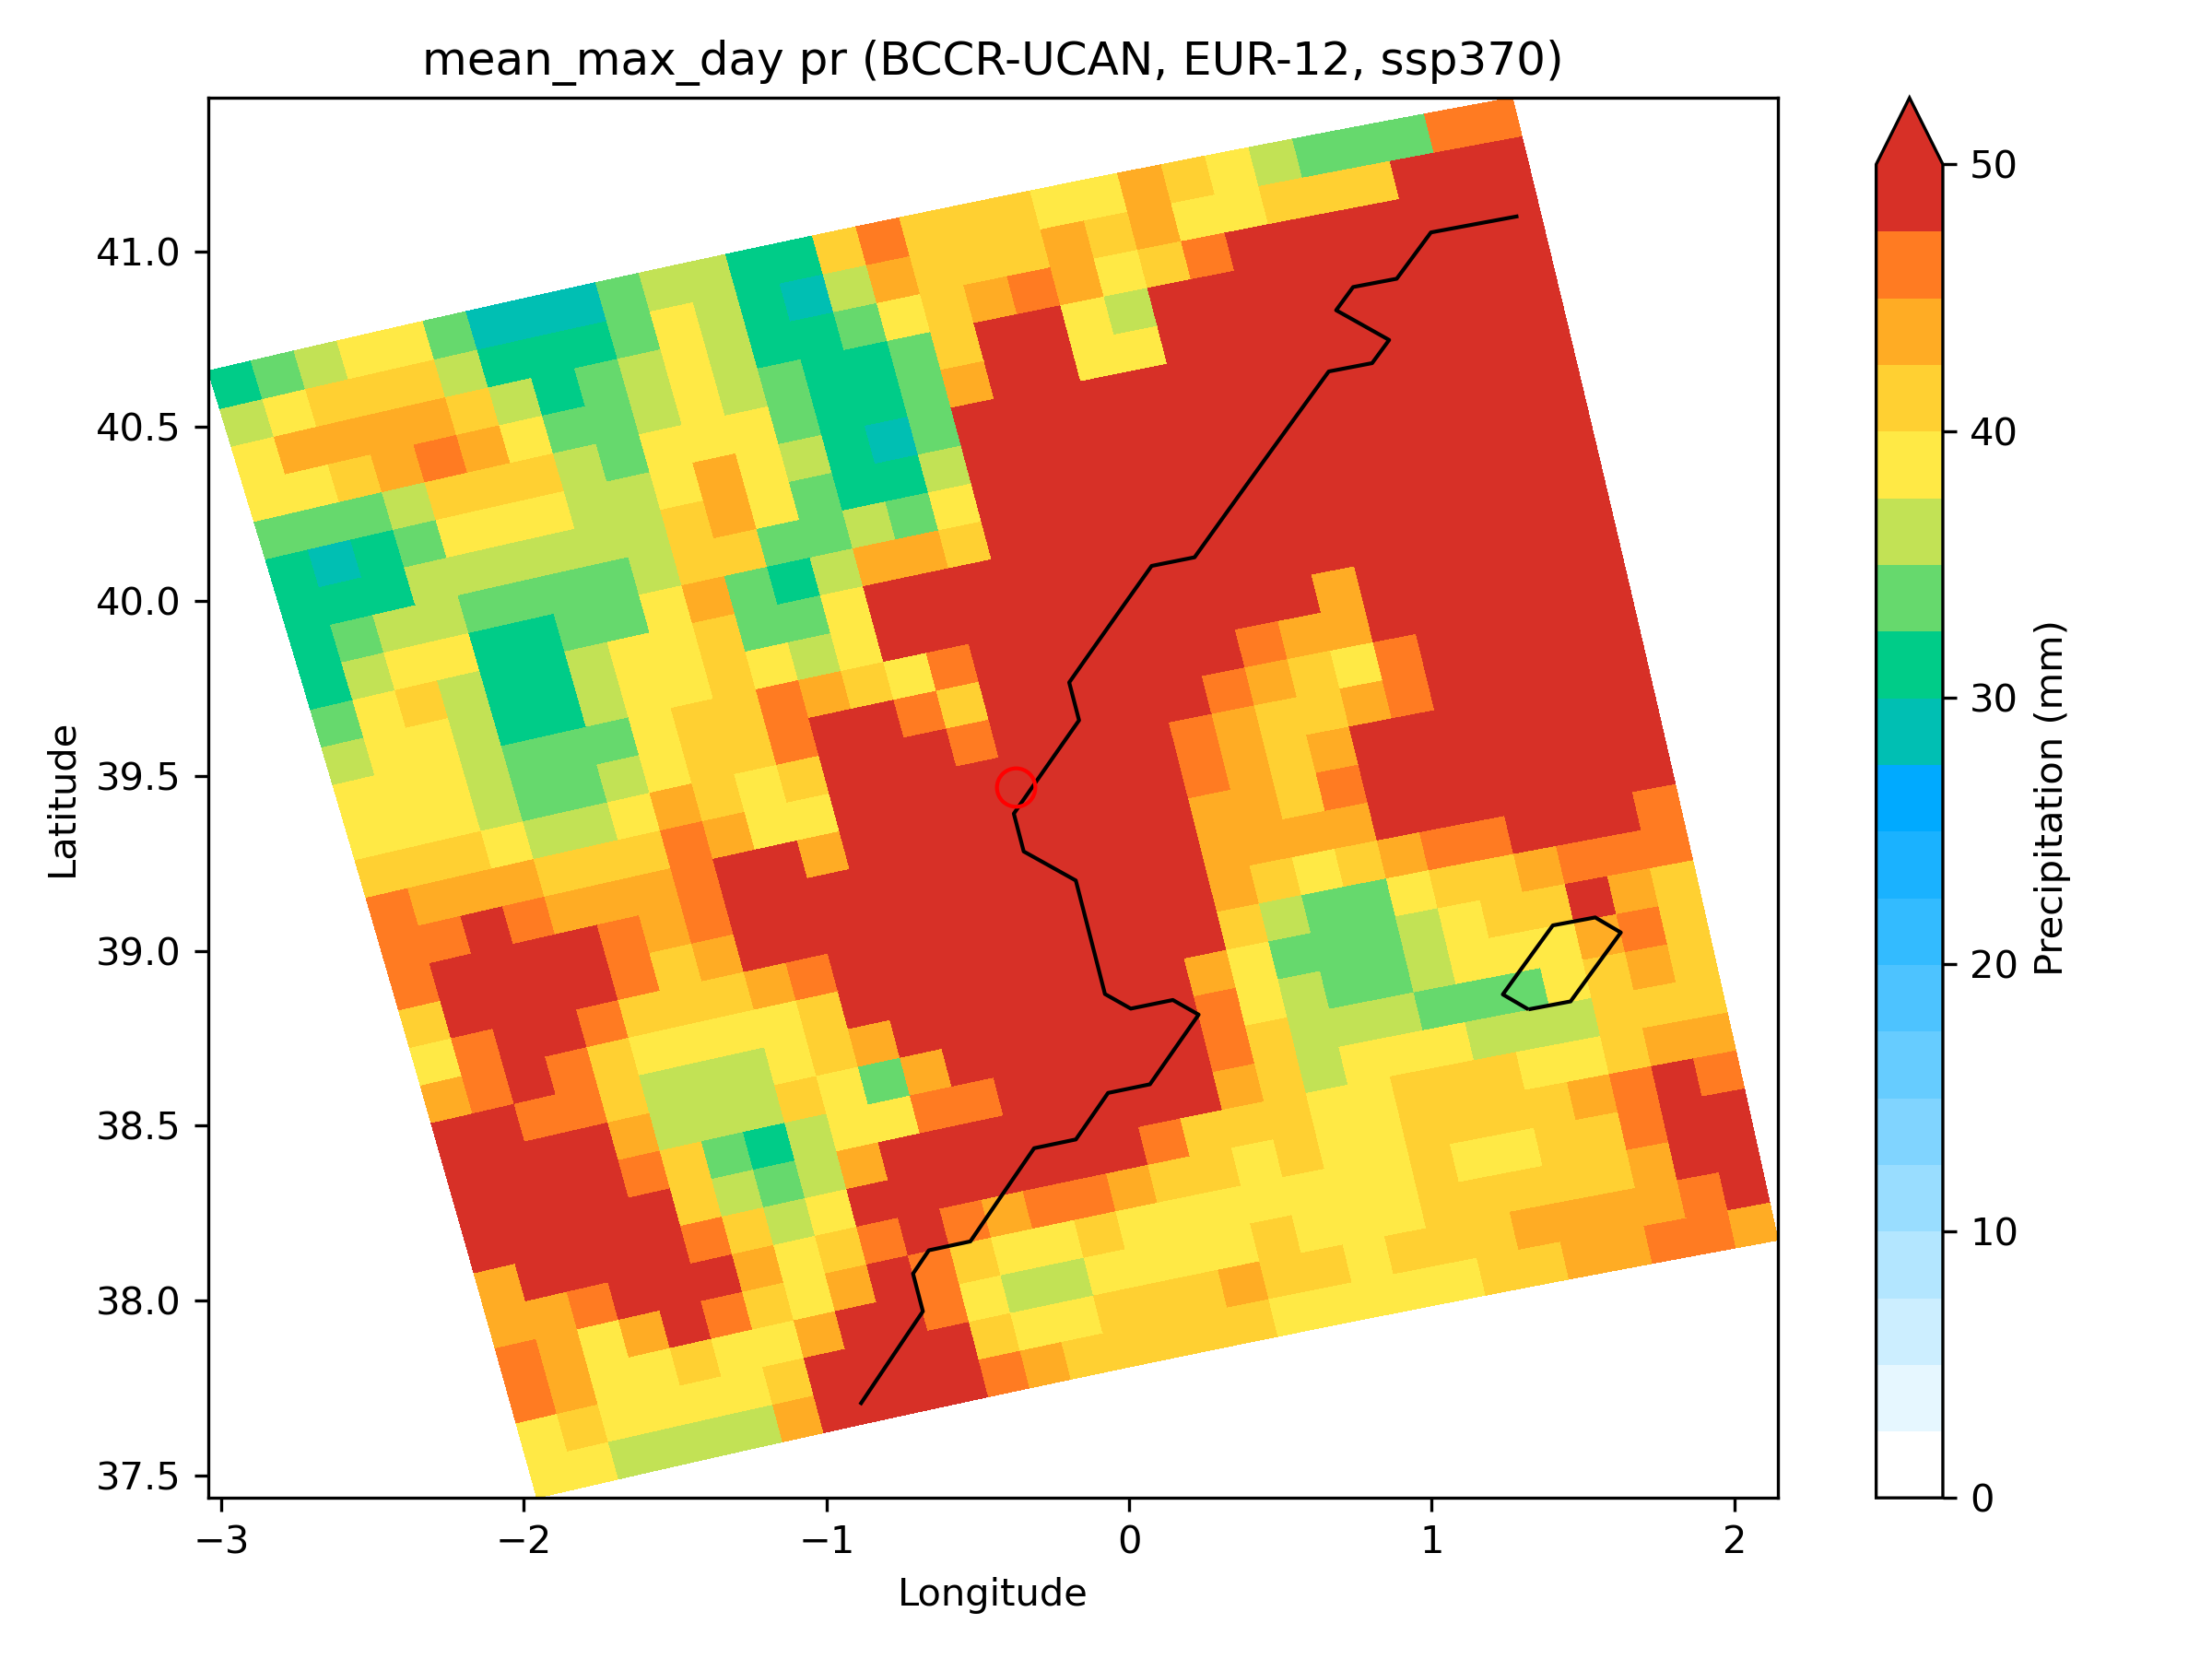 mean_max_day pr (BCCR-UCAN, EUR-12, ssp370)
41.0
40.5
40.0
39.5
39.0
38.5
38.0
37.5
Latitude
−3 −2 −1 0 1 2
Longitude
50
40
30
20
10
0
Precipitation (mm)